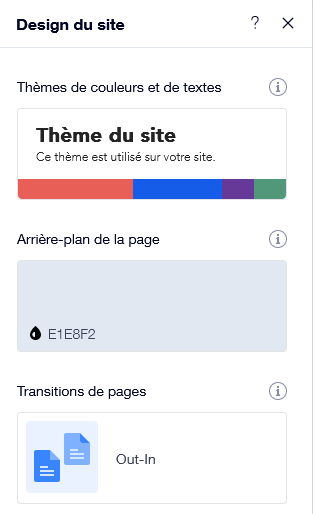 Design du site
?
Thèmes de couleurs et de textes
Thème du site
Ce thème est utilisé sur votre site.
Arrière-plan de la page
E1E8F2
Transitions de pages
Out-In